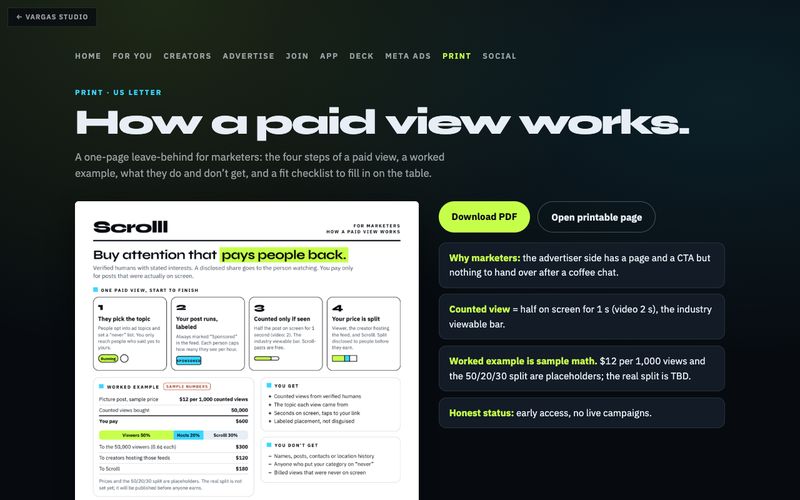 ← VARGAS STUDIO
HOME FOR YOU CREATORS ADVERTISE JOIN APP DECK META ADS PRINT SOCIAL
PRINT · US LETTER
How a paid view works.
A one-page leave-behind for marketers: the four steps of a paid view, a worked
example, what they do and don't get, and a fit checklist to fill in on the table.
Scrolll
FOR MARKETERS
HOW A PAID VIEW WORKS
Buy attention that pays people back.
Verified humans with stated interests. A disclosed share goes to the person watching. You pay only
for posts that were actually on screen.
ONE PAID VIEW, START TO FINISH
1
They pick the topic
People opt into ad topics and
set a "never" list. You only
reach people who said yes to
yours.
Running
2
Your post runs,
labeled
Always marked "Sponsored"
in the feed. Each person caps
how many they see per hour.
SPONSORED
3
Counted only if seen
Half the post on screen for 1
second (video: 2). The
industry viewable bar. Scroll-
pasts are free.
4
Your price is split
Viewer, the creator hosting
the feed, and Scrolll. Split
disclosed to people before
they earn.
WORKED EXAMPLE SAMPLE NUMBERS
Picture post, sample price $12 per 1,000 counted views
Counted views bought 50,000
You pay $600
Viewers 50% Hosts 20% Scrolll 30%
To the 50,000 viewers (0.6¢ each) $300
To creators hosting those feeds $120
To Scrolll $180
Prices and the 50/20/30 split are placeholders. The real split is not
set yet; it will be published before anyone earns.
YOU GET
Counted views from verified humans
The topic each view came from
Seconds on screen, taps to your link
Labeled placement, not disguised
YOU DON'T GET
– Names, posts, contacts or location history
– Anyone who put your category on "never"
– Billed views that were never on screen
Download PDF
Open printable page
Why marketers: the advertiser side has a page and a CTA but
nothing to hand over after a coffee chat.
Counted view = half on screen for 1 s (video 2 s), the industry
viewable bar.
Worked example is sample math. $12 per 1,000 views and
the 50/20/30 split are placeholders; the real split is TBD.
Honest status: early access, no live campaigns.